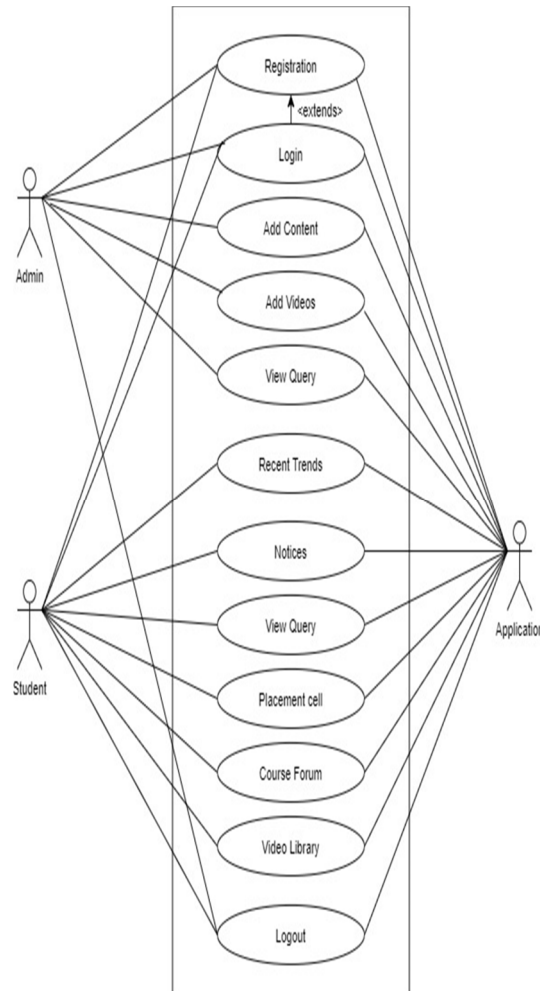 Registration
<extends>
Login
Admin
Add Content
Add Videos
View Query
Recent Trends
Notices
Application
View Query
Student
Placement cell
Course Forum
Video Library
Logout